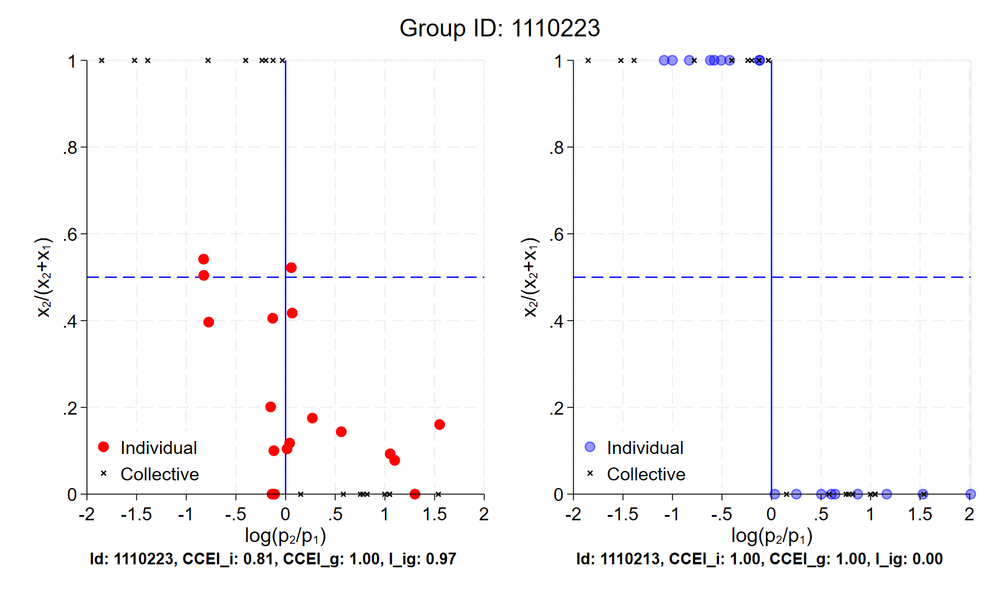 Group ID: 1110223
1
.8
.6
.4
.2
0
x₂/(x₂+x₁)
Individual
Collective
-2 -1.5 -1 -.5 0 .5 1 1.5 2
log(p₂/p₁)
Id: 1110223, CCEI_i: 0.81, CCEI_g: 1.00, I_ig: 0.97
1
.8
.6
.4
.2
0
x₂/(x₂+x₁)
Individual
Collective
-2 -1.5 -1 -.5 0 .5 1 1.5 2
log(p₂/p₁)
Id: 1110213, CCEI_i: 1.00, CCEI_g: 1.00, I_ig: 0.00